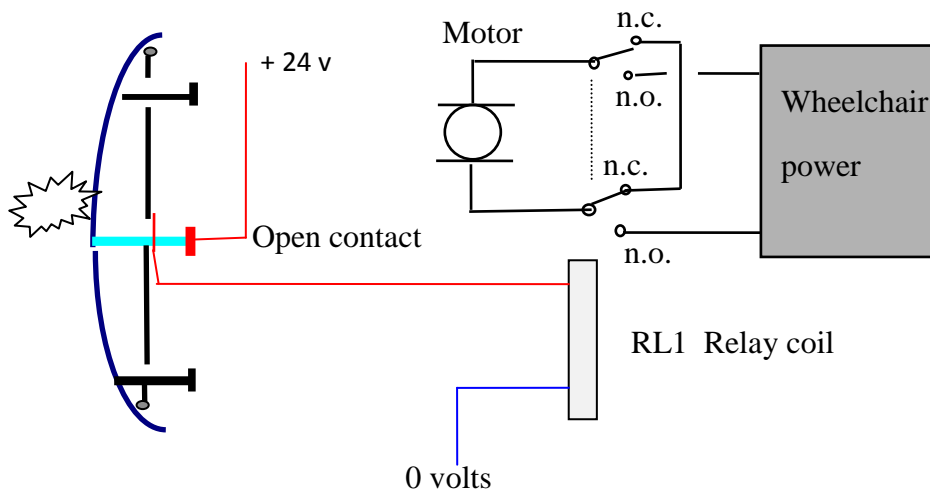 n.c.
Motor
+ 24 v
n.o.
Wheelchair
power
n.c.
Open contact
n.o.
RL1 Relay coil
0 volts